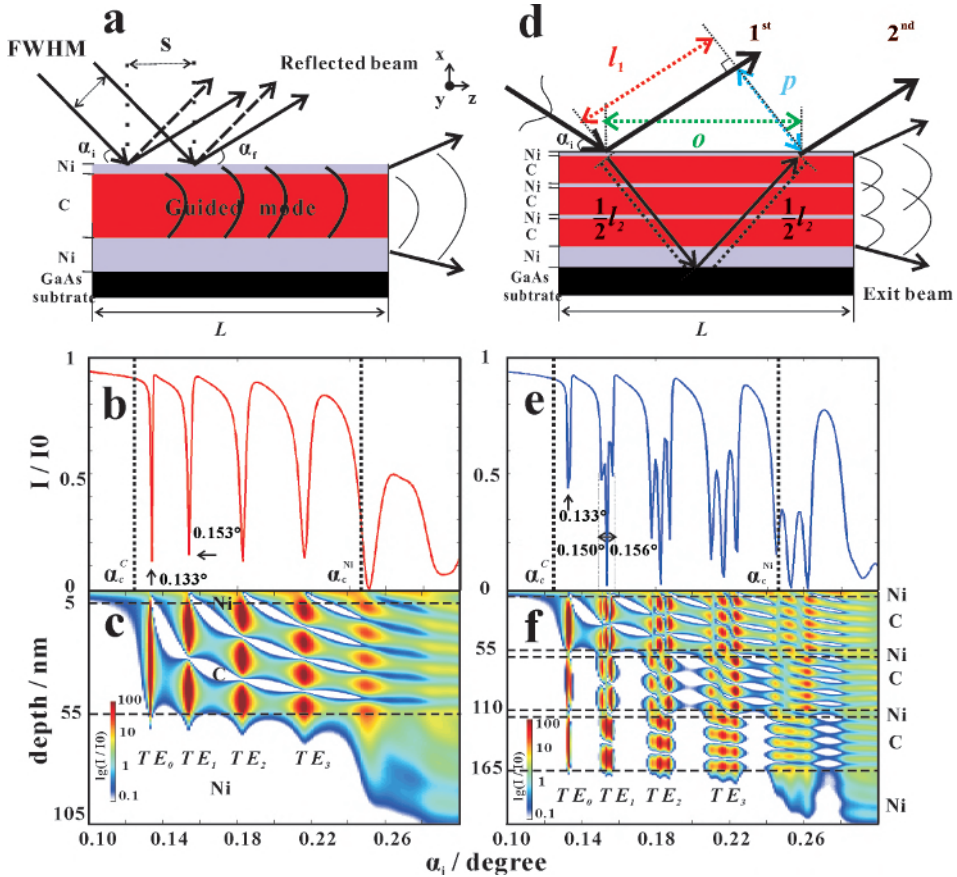 a
FWHM
S
Reflected beam
x
y
z
αi
αf
Ni
C
Guided mode
Ni
GaAs
subtrate
L
d
1st
2nd
l1
p
αi
o
Ni
C
Ni
C
Ni
C
Ni
1/2 l2
1/2 l2
GaAs
subtrate
Exit beam
L
b
I / I0
1
0.5
0
αcC
0.133°
0.153°
αcNi
e
1
0.5
0
0.133°
0.150°
0.156°
αcC
αcNi
c
depth / nm
5
55
105
Ni
C
Ni
100
10
1
0.1
lg(I / I0)
TE0
TE1
TE2
TE3
0.10
0.14
0.18
0.22
0.26
f
55
110
165
Ni
C
Ni
C
Ni
C
Ni
100
10
1
0.1
lg(I / I0)
TE0
TE1
TE2
TE3
0.10
0.14
0.18
0.22
0.26
αi / degree